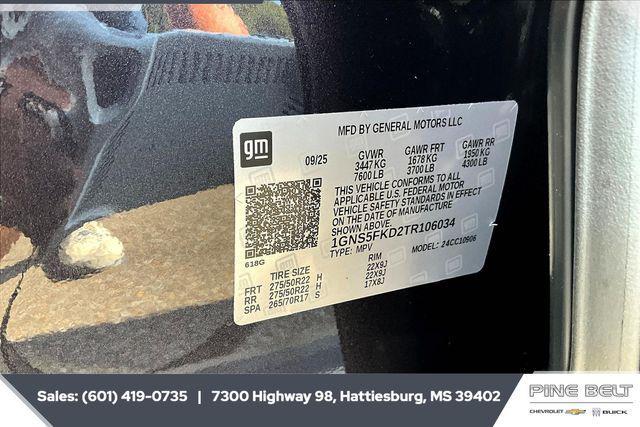 MFD BY GENERAL MOTORS LLC
gm
09/25
GVWR GAWR FRT GAWR RR
3447 KG 1678 KG 1950 KG
7600 LB 3700 LB 4300 LB
THIS VEHICLE CONFORMS TO ALL
APPLICABLE U.S. FEDERAL MOTOR
VEHICLE SAFETY STANDARDS IN EFFECT
ON THE DATE OF MANUFACTURE
SHOWN ABOVE.
1GNS5FKD2TR106034
TYPE: MPV MODEL: 24CC10906
618G
TIRE SIZE RIM
FRT 275/50R22 H 22X9J
RR 275/50R22 H 22X9J
SPA 265/70R17 S 17X8J
Sales: (601) 419-0735 | 7300 Highway 98, Hattiesburg, MS 39402
PINE BELT
CHEVROLET BUICK